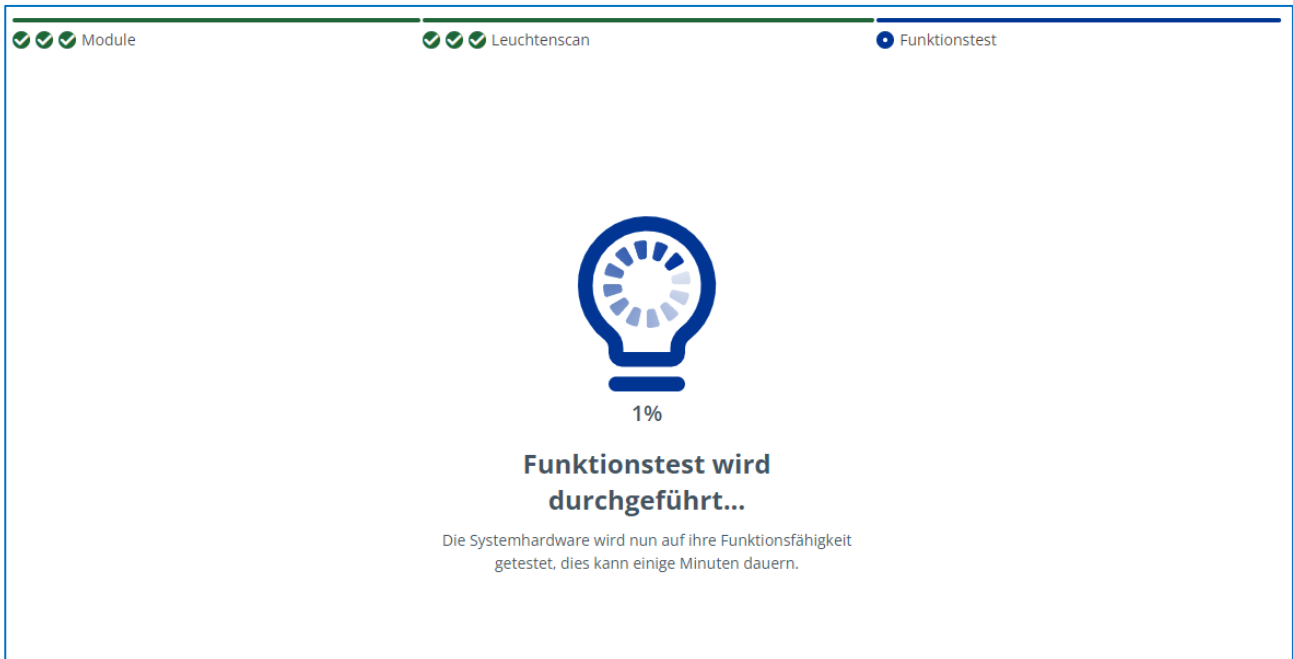 Module
Leuchtenscan
Funktionstest
1%
Funktionstest wird
durchgeführt...
Die Systemhardware wird nun auf ihre Funktionsfähigkeit
getestet, dies kann einige Minuten dauern.